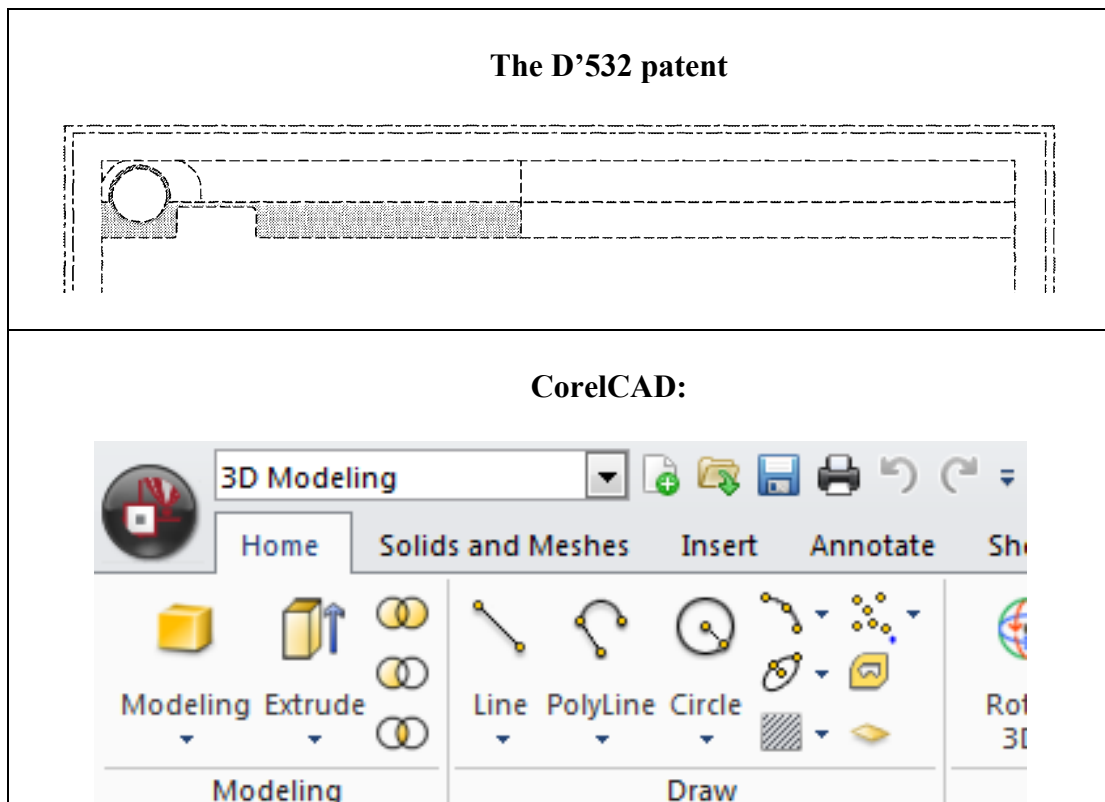 The D’532 patent
CorelCAD:
3D Modeling
Home Solids and Meshes Insert Annotate
Modeling Extrude Line PolyLine Circle
3D
Modeling Draw